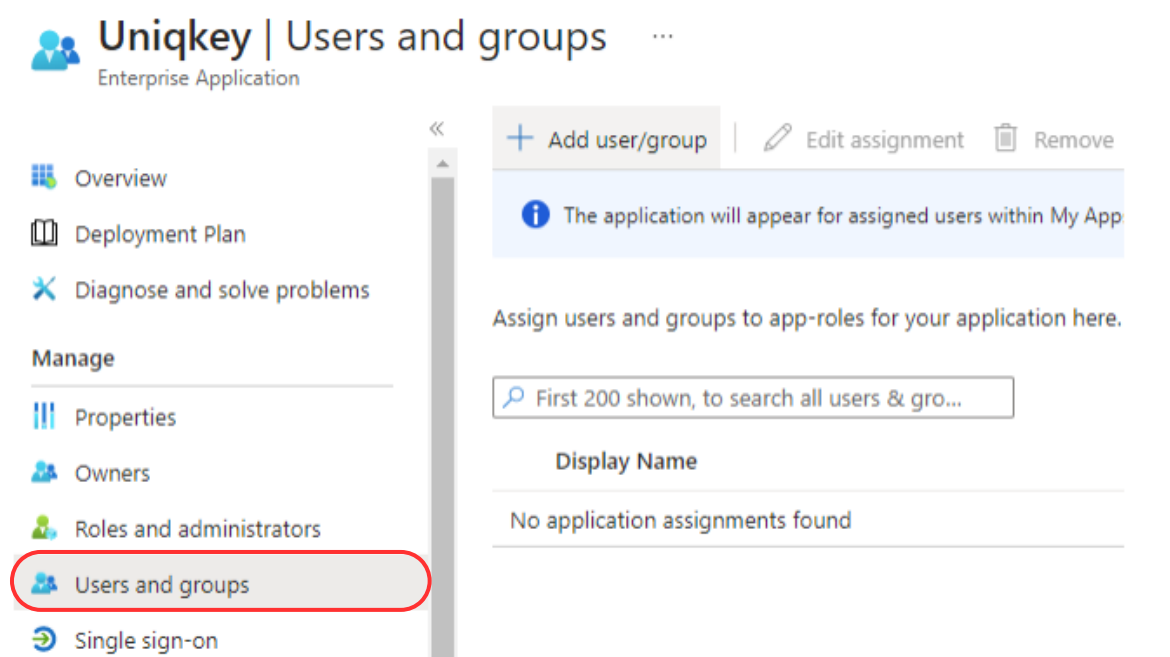 Uniqkey | Users and groups ...
Enterprise Application
«
Overview
Deployment Plan
Diagnose and solve problems
Manage
Properties
Owners
Roles and administrators
Users and groups
Single sign-on
+ Add user/group | Edit assignment Remove
The application will appear for assigned users within My Apps
Assign users and groups to app-roles for your application here.
First 200 shown, to search all users & gro...
Display Name
No application assignments found